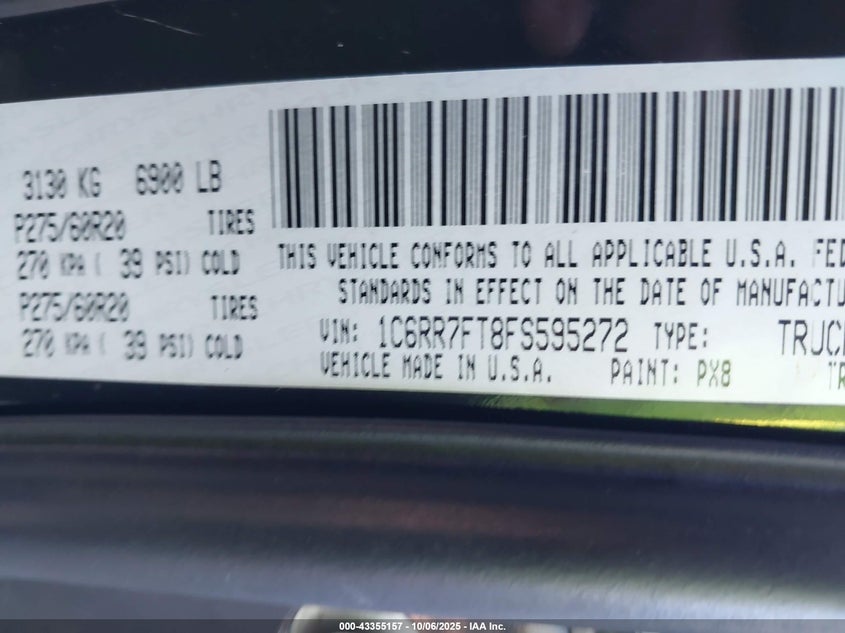 3130 KG 6900 LB
P275/60R20 TIRES
270 KPA ( 39 PSI) COLD
P275/60R20 TIRES
270 KPA ( 39 PSI) COLD
THIS VEHICLE CONFORMS TO ALL APPLICABLE U.S.A. FED
STANDARDS IN EFFECT ON THE DATE OF MANUFACTU
VIN: 1C6RR7FT8FS595272 TYPE: TRUC
VEHICLE MADE IN U.S.A. PAINT: PX8 TR
000-43355157 - 10/06/2025 - IAA Inc.